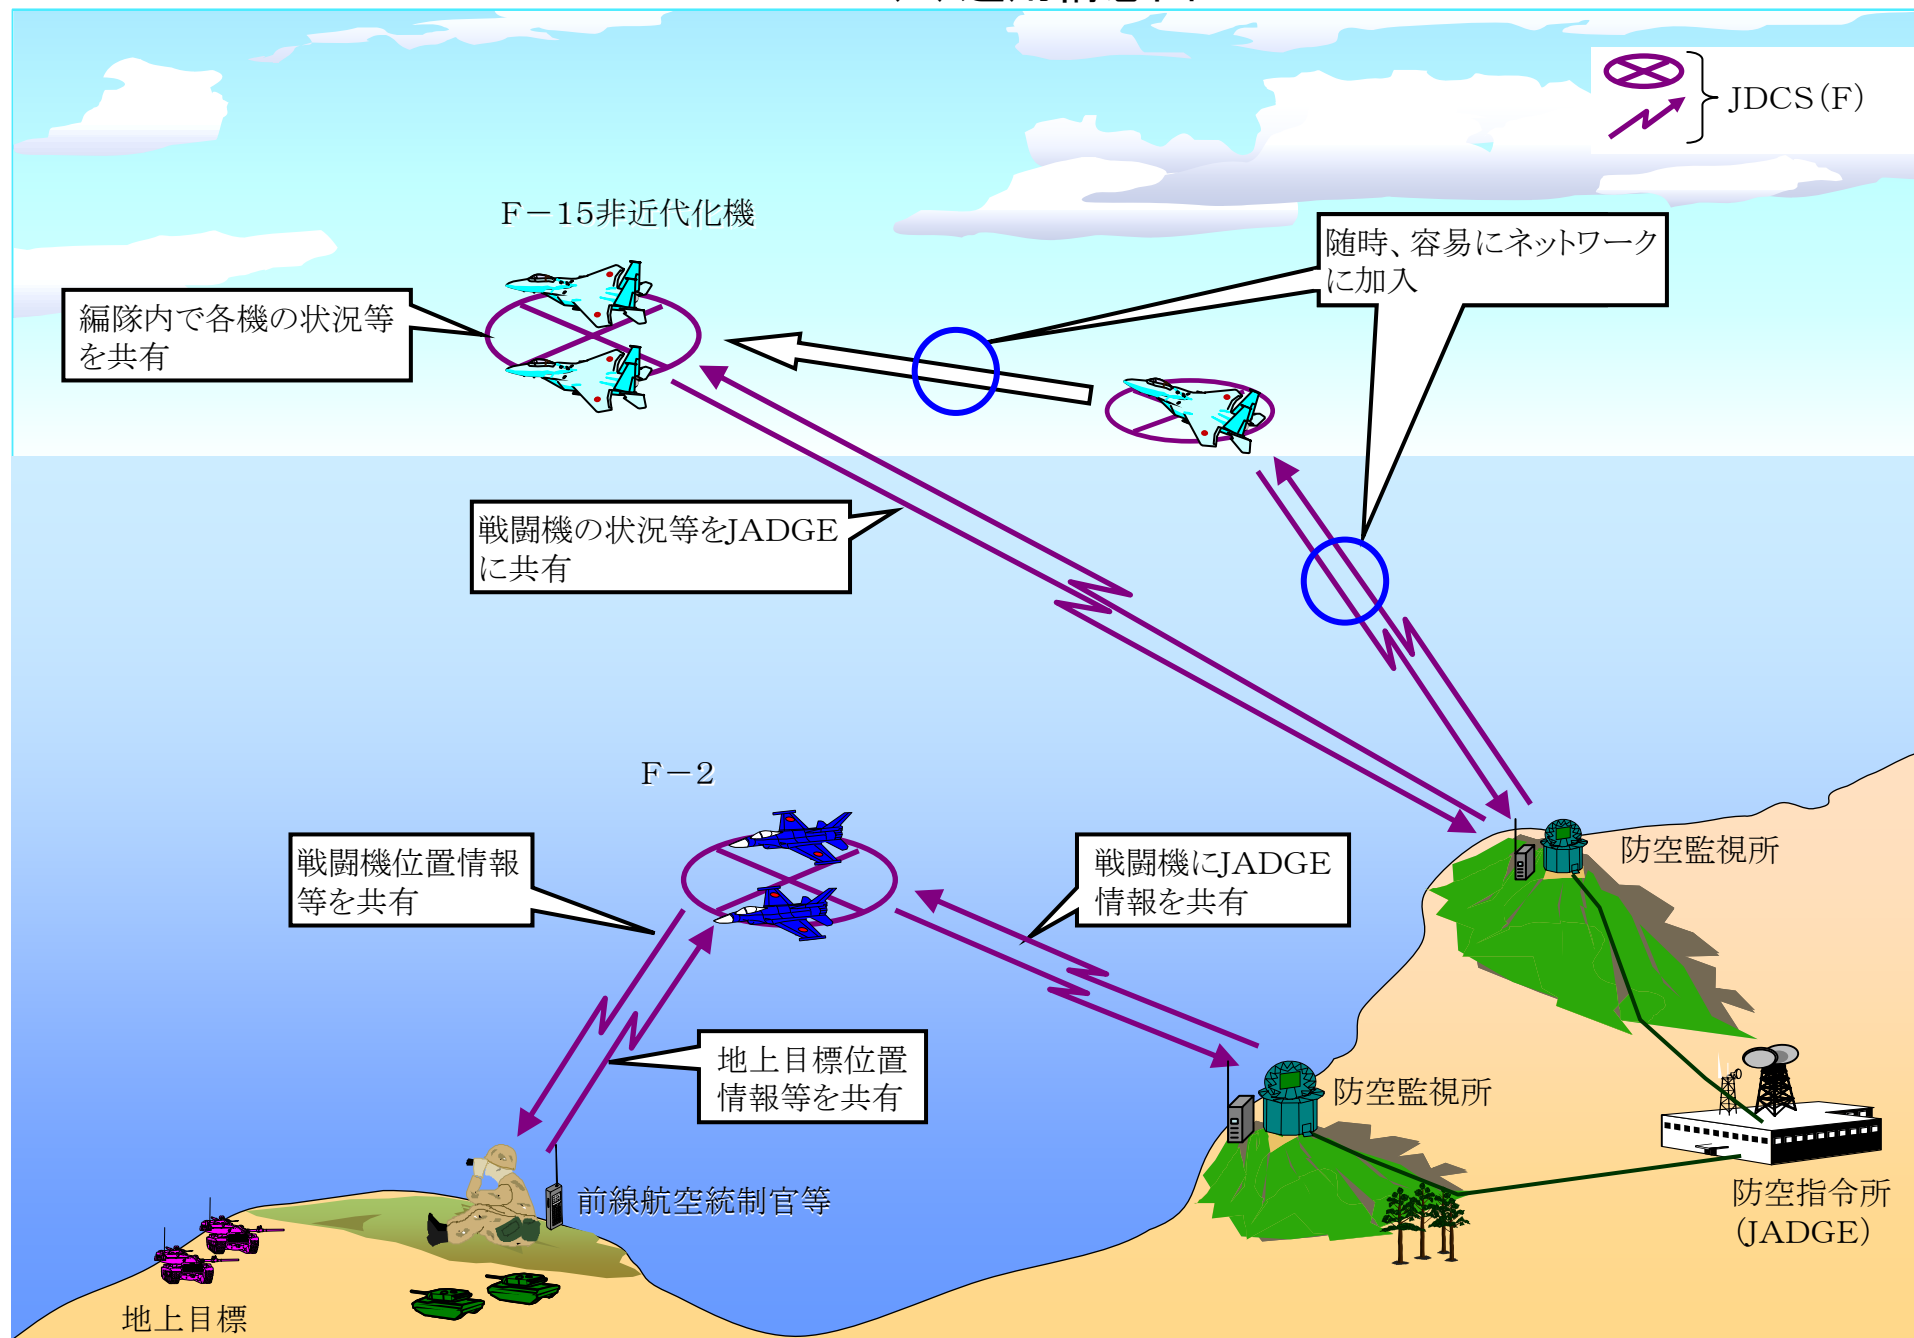 JDCS(F)
F－15非近代化機
随時、容易にネットワーク
に加入
編隊内で各機の状況等
を共有
戦闘機の状況等をJADGE
に共有
F－2
戦闘機位置情報
等を共有
戦闘機にJADGE
情報を共有
防空監視所
地上目標位置
情報等を共有
防空監視所
前線航空統制官等
防空指令所
(JADGE)
地上目標